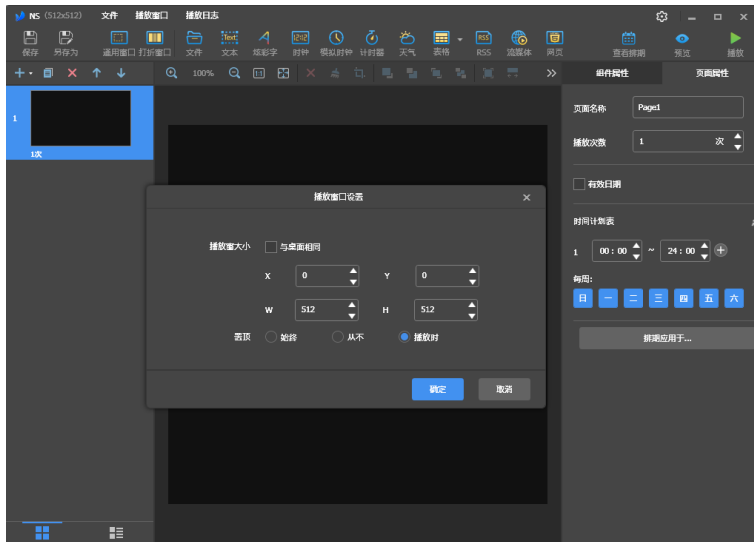 NS (512x512) 文件 播放窗口 播放日志
保存 另存为 通用窗口 打折窗口 文件 文本 炫彩字 时钟 模拟时钟 计时器 天气 表格 RSS 流媒体 网页 查看排期 预览 播放
Text A 12:12 RSS
100% 1:1
组件属性 页面属性
1
1次
页面名称 Page1
播放次数 1 次
有效日期
时间计划表
1 00 : 00 ~ 24 : 00
每周:
日 一 二 三 四 五 六
排期应用于...
播放窗口设置
播放窗大小 与桌面相同
X 0 Y 0
W 512 H 512
置顶 始终 从不 播放时
确定 取消